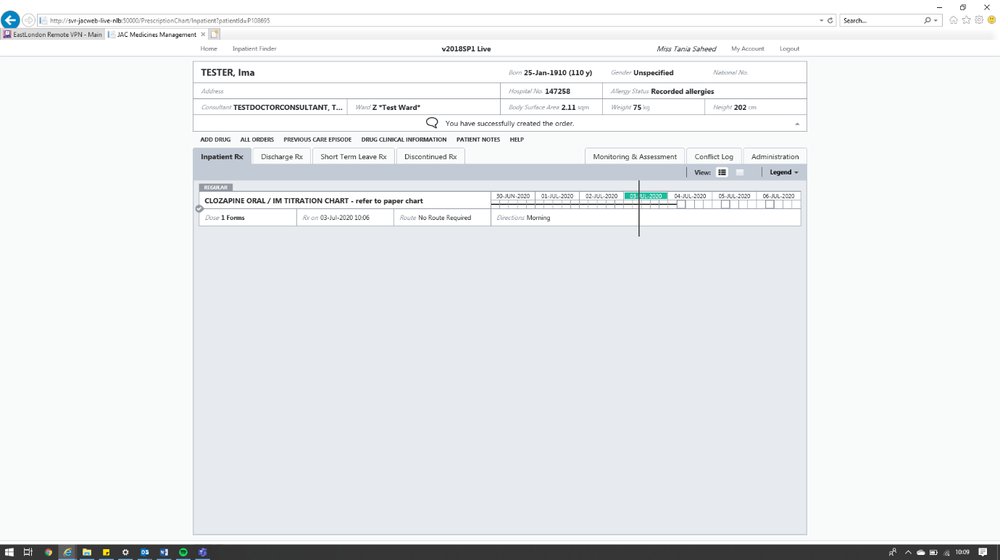 http://svr-jacweb-live-nlb:50000/PrescriptionChart/Inpatient?patientId=P108695 Search...
EastLondon Remote VPN - Main JAC Medicines Management
Home Inpatient Finder v2018SP1 Live Miss Tania Saheed My Account Logout
TESTER, Ima Born 25-Jan-1910 (110 y) Gender Unspecified National No.
Address Hospital No. 147258 Allergy Status Recorded allergies
Consultant TESTDOCTORCONSULTANT, T... Ward Z *Test Ward* Body Surface Area 2.11 sqm Weight 75 kg Height 202 cm
You have successfully created the order.
ADD DRUG ALL ORDERS PREVIOUS CARE EPISODE DRUG CLINICAL INFORMATION PATIENT NOTES HELP
Inpatient Rx Discharge Rx Short Term Leave Rx Discontinued Rx Monitoring & Assessment Conflict Log Administration
View: Legend
REGULAR
CLOZAPINE ORAL / IM TITRATION CHART - refer to paper chart 30-JUN-2020 01-JUL-2020 02-JUL-2020 03-JUL-2020 04-JUL-2020 05-JUL-2020 06-JUL-2020
Dose 1 Forms Rx on 03-Jul-2020 10:06 Route No Route Required Directions Morning
10:09